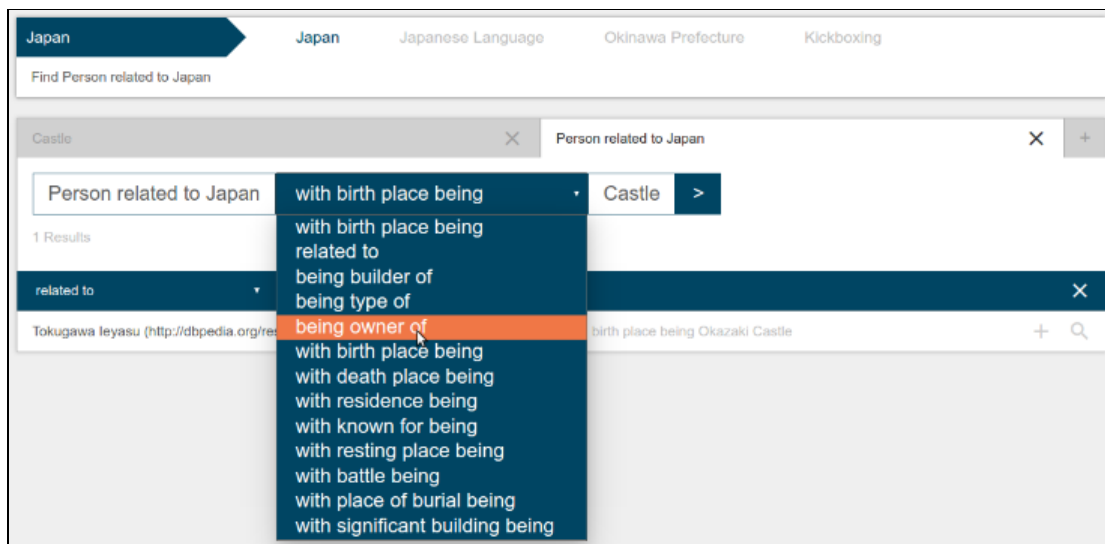 Japan Japan Japanese Language Okinawa Prefecture Kickboxing
Find Person related to Japan
Castle Person related to Japan +
Person related to Japan with birth place being Castle >
1 Results
with birth place being
related to
being builder of
being type of
being owner of
with birth place being
with death place being
with residence being
with known for being
with resting place being
with battle being
with place of burial being
with significant building being
related to
Tokugawa Ieyasu (http://dbpedia.org/res birth place being Okazaki Castle